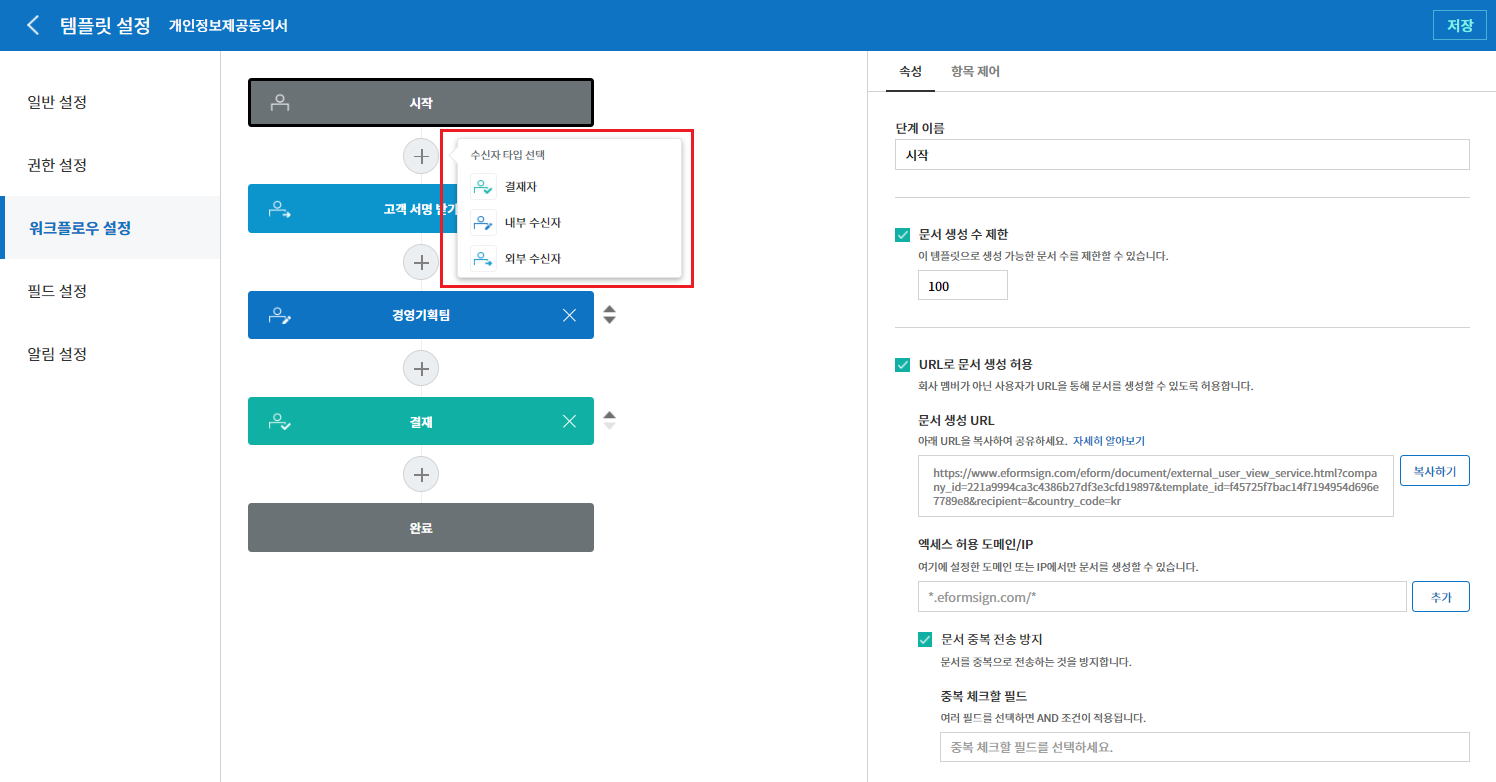 템플릿 설정 개인정보제공동의서
저장
일반 설정
권한 설정
워크플로우 설정
필드 설정
알림 설정
시작
수신자 타입 선택
결재자
내부 수신자
외부 수신자
고객 서명 받기
경영기획팀
결재
완료
속성 항목 제어
단계 이름
시작
문서 생성 수 제한
이 템플릿으로 생성 가능한 문서 수를 제한할 수 있습니다.
100
URL로 문서 생성 허용
회사 멤버가 아닌 사용자가 URL을 통해 문서를 생성할 수 있도록 허용합니다.
문서 생성 URL
아래 URL을 복사하여 공유하세요. 자세히 알아보기
https://www.eformsign.com/eform/document/external_user_view_service.html?compa
ny_id=221a9994ca3c4386b27df3e3cfd19897&template_id=f45725f7bac14f7194954d696e
7789e8&recipient=&country_code=kr
복사하기
엑세스 허용 도메인/IP
여기에 설정한 도메인 또는 IP에서만 문서를 생성할 수 있습니다.
*.eformsign.com/*
추가
문서 중복 전송 방지
문서를 중복으로 전송하는 것을 방지합니다.
중복 체크할 필드
여러 필드를 선택하면 AND 조건이 적용됩니다.
중복 체크할 필드를 선택하세요.